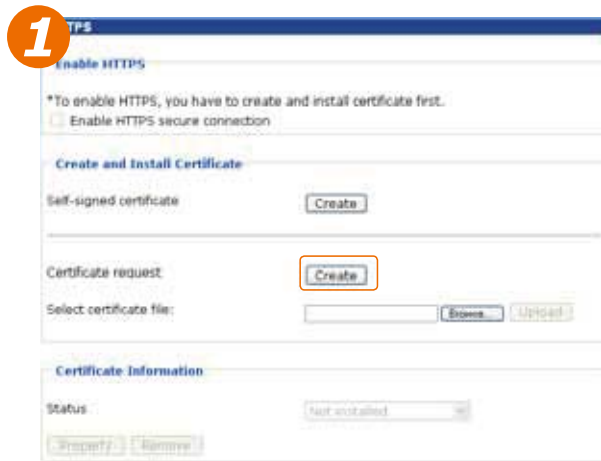 1
HTTPS
Enable HTTPS
*To enable HTTPS, you have to create and install certificate first.
Enable HTTPS secure connection
Create and Install Certificate
Self-signed certificate Create
Certificate request Create
Select certificate file: Browse... Upload
Certificate Information
Status Not installed
Property Remove